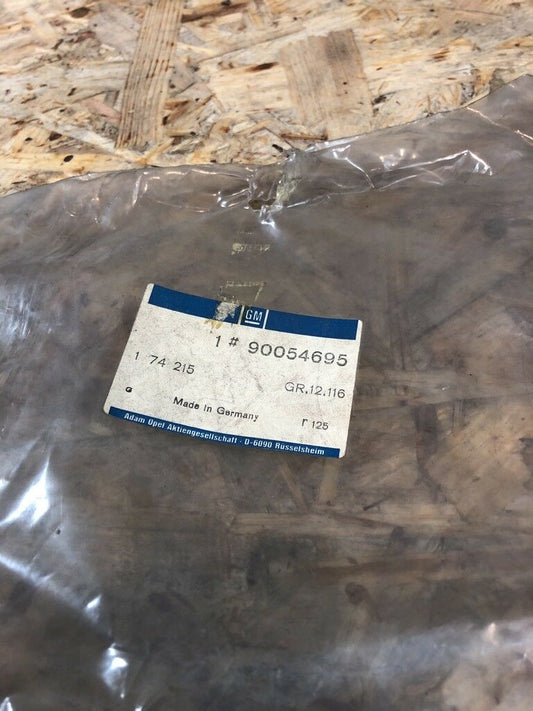 GM
1 # 90054695
1 74 215
GR.12.116
G
Made in Germany
r 125
Adam Opel Aktiengesellschaft · D-6090 Rüsselsheim